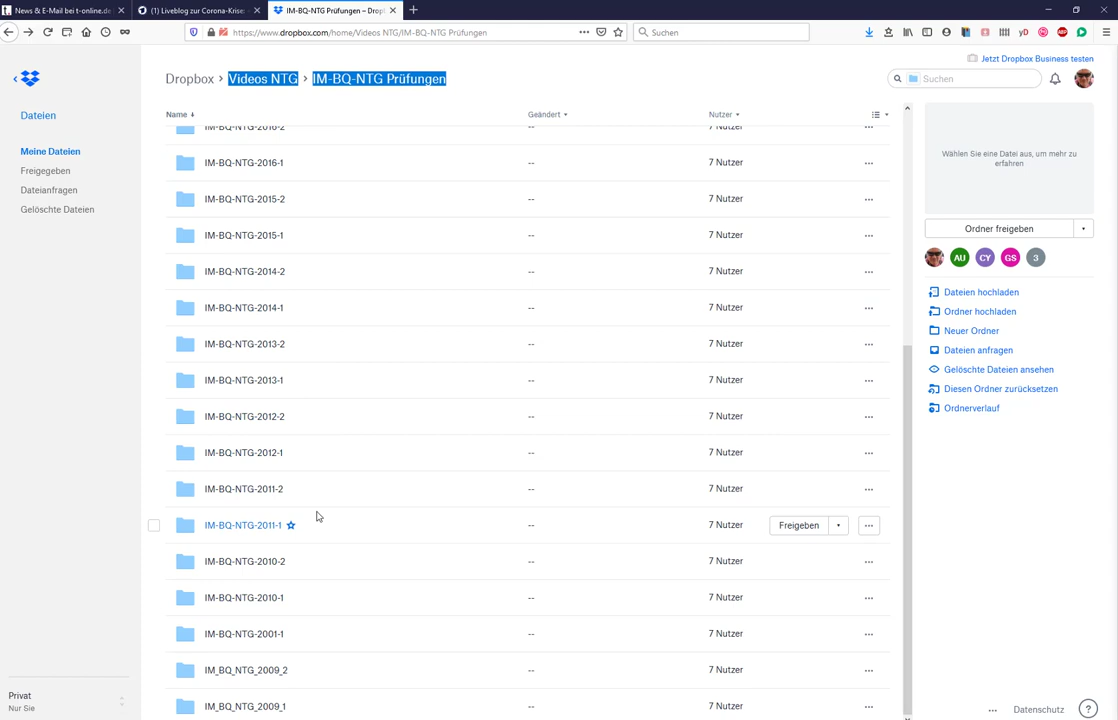 News & E-Mail bei t-online.de
(1) Liveblog zur Corona-Krise:
IM-BQ-NTG Prüfungen – Drop
https://www.dropbox.com/home/Videos NTG/IM-BQ-NTG Prüfungen
Suchen
yD
ABP
Jetzt Dropbox Business testen
Dropbox › Videos NTG › IM-BQ-NTG Prüfungen
Suchen
Dateien
Meine Dateien
Freigegeben
Dateianfragen
Gelöschte Dateien
Name
Geändert
Nutzer
IM-BQ-NTG-2016-2 -- 7 Nutzer
IM-BQ-NTG-2016-1 -- 7 Nutzer
IM-BQ-NTG-2015-2 -- 7 Nutzer
IM-BQ-NTG-2015-1 -- 7 Nutzer
IM-BQ-NTG-2014-2 -- 7 Nutzer
IM-BQ-NTG-2014-1 -- 7 Nutzer
IM-BQ-NTG-2013-2 -- 7 Nutzer
IM-BQ-NTG-2013-1 -- 7 Nutzer
IM-BQ-NTG-2012-2 -- 7 Nutzer
IM-BQ-NTG-2012-1 -- 7 Nutzer
IM-BQ-NTG-2011-2 -- 7 Nutzer
IM-BQ-NTG-2011-1 -- 7 Nutzer Freigeben
IM-BQ-NTG-2010-2 -- 7 Nutzer
IM-BQ-NTG-2010-1 -- 7 Nutzer
IM-BQ-NTG-2001-1 -- 7 Nutzer
IM_BQ_NTG_2009_2 -- 7 Nutzer
IM_BQ_NTG_2009_1 -- 7 Nutzer
Wählen Sie eine Datei aus, um mehr zu
erfahren
Ordner freigeben
AU CY GS 3
Dateien hochladen
Ordner hochladen
Neuer Ordner
Dateien anfragen
Gelöschte Dateien ansehen
Diesen Ordner zurücksetzen
Ordnerverlauf
Privat
Nur Sie
Datenschutz
?